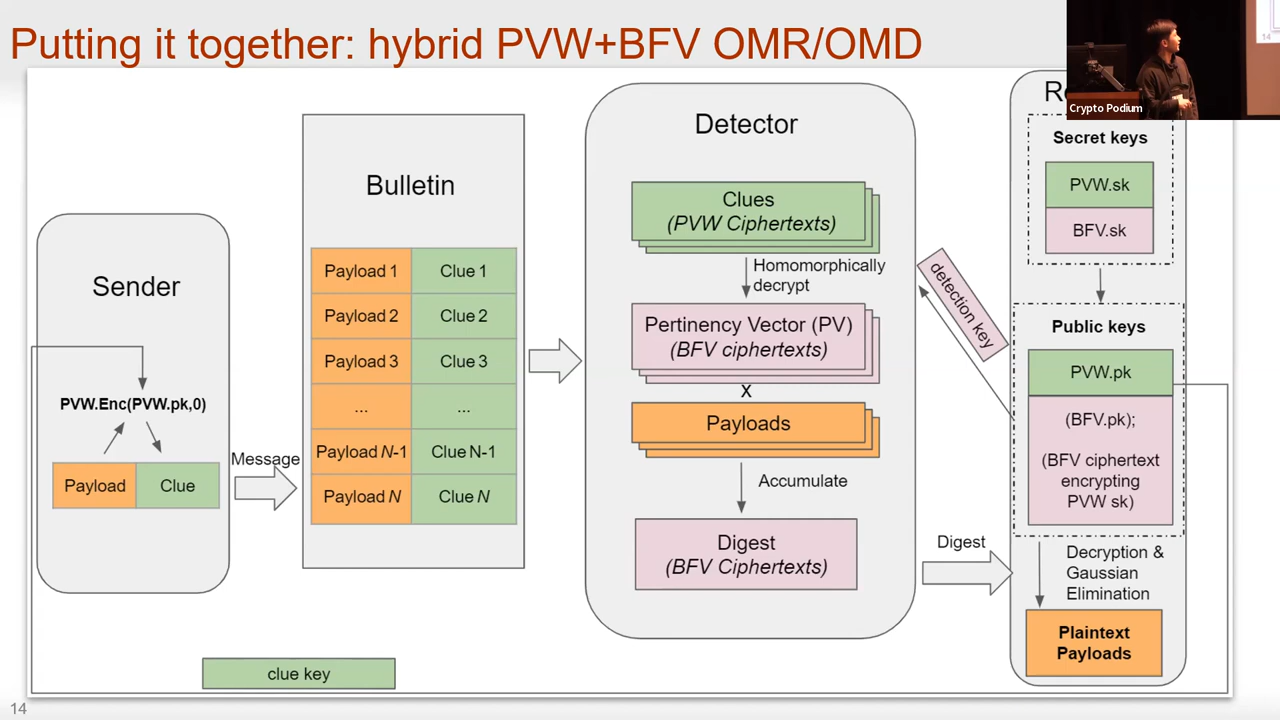 Putting it together: hybrid PVW+BFV OMR/OMD
Crypto Podium
14
Sender
PVW.Enc(PVW.pk,0)
Payload
Clue
Message
Bulletin
Payload 1
Clue 1
Payload 2
Clue 2
Payload 3
Clue 3
...
...
Payload N-1
Clue N-1
Payload N
Clue N
Detector
Clues
(PVW Ciphertexts)
Homomorphically
decrypt
Pertinency Vector (PV)
(BFV ciphertexts)
x
Payloads
Accumulate
Digest
(BFV Ciphertexts)
detection key
Digest
Secret keys
PVW.sk
BFV.sk
Public keys
PVW.pk
(BFV.pk);
(BFV ciphertext
encrypting
PVW sk)
Decryption &
Gaussian
Elimination
Plaintext
Payloads
clue key
14